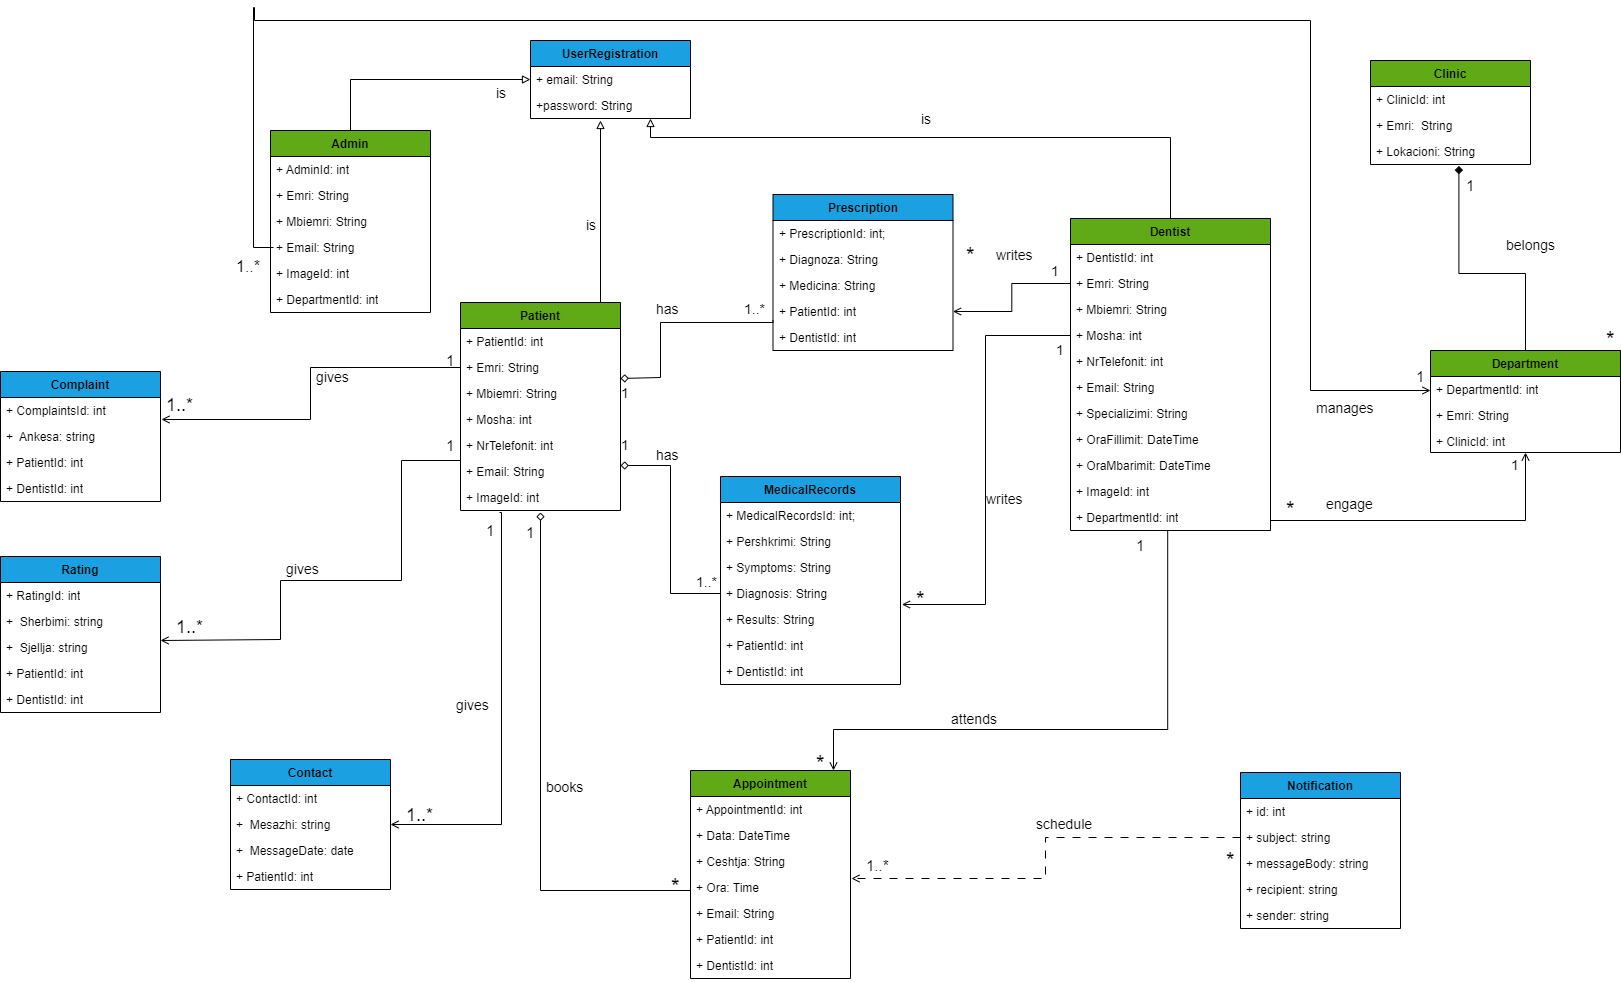 UserRegistration
+ email: String
+password: String
is
Admin
+ AdminId: int
+ Emri: String
+ Mbiemri: String
+ Email: String
+ ImageId: int
+ DepartmentId: int
1..*
is
is
Clinic
+ ClinicId: int
+ Emri:  String
+ Lokacioni: String
1
belongs
*
Prescription
+ PrescriptionId: int;
+ Diagnoza: String
+ Medicina: String
+ PatientId: int
+ DentistId: int
*
writes
1
Dentist
+ DentistId: int
+ Emri: String
+ Mbiemri: String
+ Mosha: int
+ NrTelefonit: int
+ Email: String
+ Specializimi: String
+ OraFillimit: DateTime
+ OraMbarimit: DateTime
+ ImageId: int
+ DepartmentId: int
1
Patient
+ PatientId: int
+ Emri: String
+ Mbiemri: String
+ Mosha: int
+ NrTelefonit: int
+ Email: String
+ ImageId: int
has
1..*
1
1
has
1..*
Department
+ DepartmentId: int
+ Emri: String
+ ClinicId: int
1
manages
1
*
engage
Complaint
+ ComplaintsId: int
+  Ankesa: string
+ PatientId: int
+ DentistId: int
1..*
gives
1
1
Rating
+ RatingId: int
+  Sherbimi: string
+  Sjellja: string
+ PatientId: int
+ DentistId: int
1..*
gives
MedicalRecords
+ MedicalRecordsId: int;
+ Pershkrimi: String
+ Symptoms: String
+ Diagnosis: String
+ Results: String
+ PatientId: int
+ DentistId: int
*
writes
1
1
1
gives
books
attends
*
Contact
+ ContactId: int
+  Mesazhi: string
+  MessageDate: date
+ PatientId: int
1..*
*
Appointment
+ AppointmentId: int
+ Data: DateTime
+ Ceshtja: String
+ Ora: Time
+ Email: String
+ PatientId: int
+ DentistId: int
1..*
schedule
*
Notification
+ id: int
+ subject: string
+ messageBody: string
+ recipient: string
+ sender: string